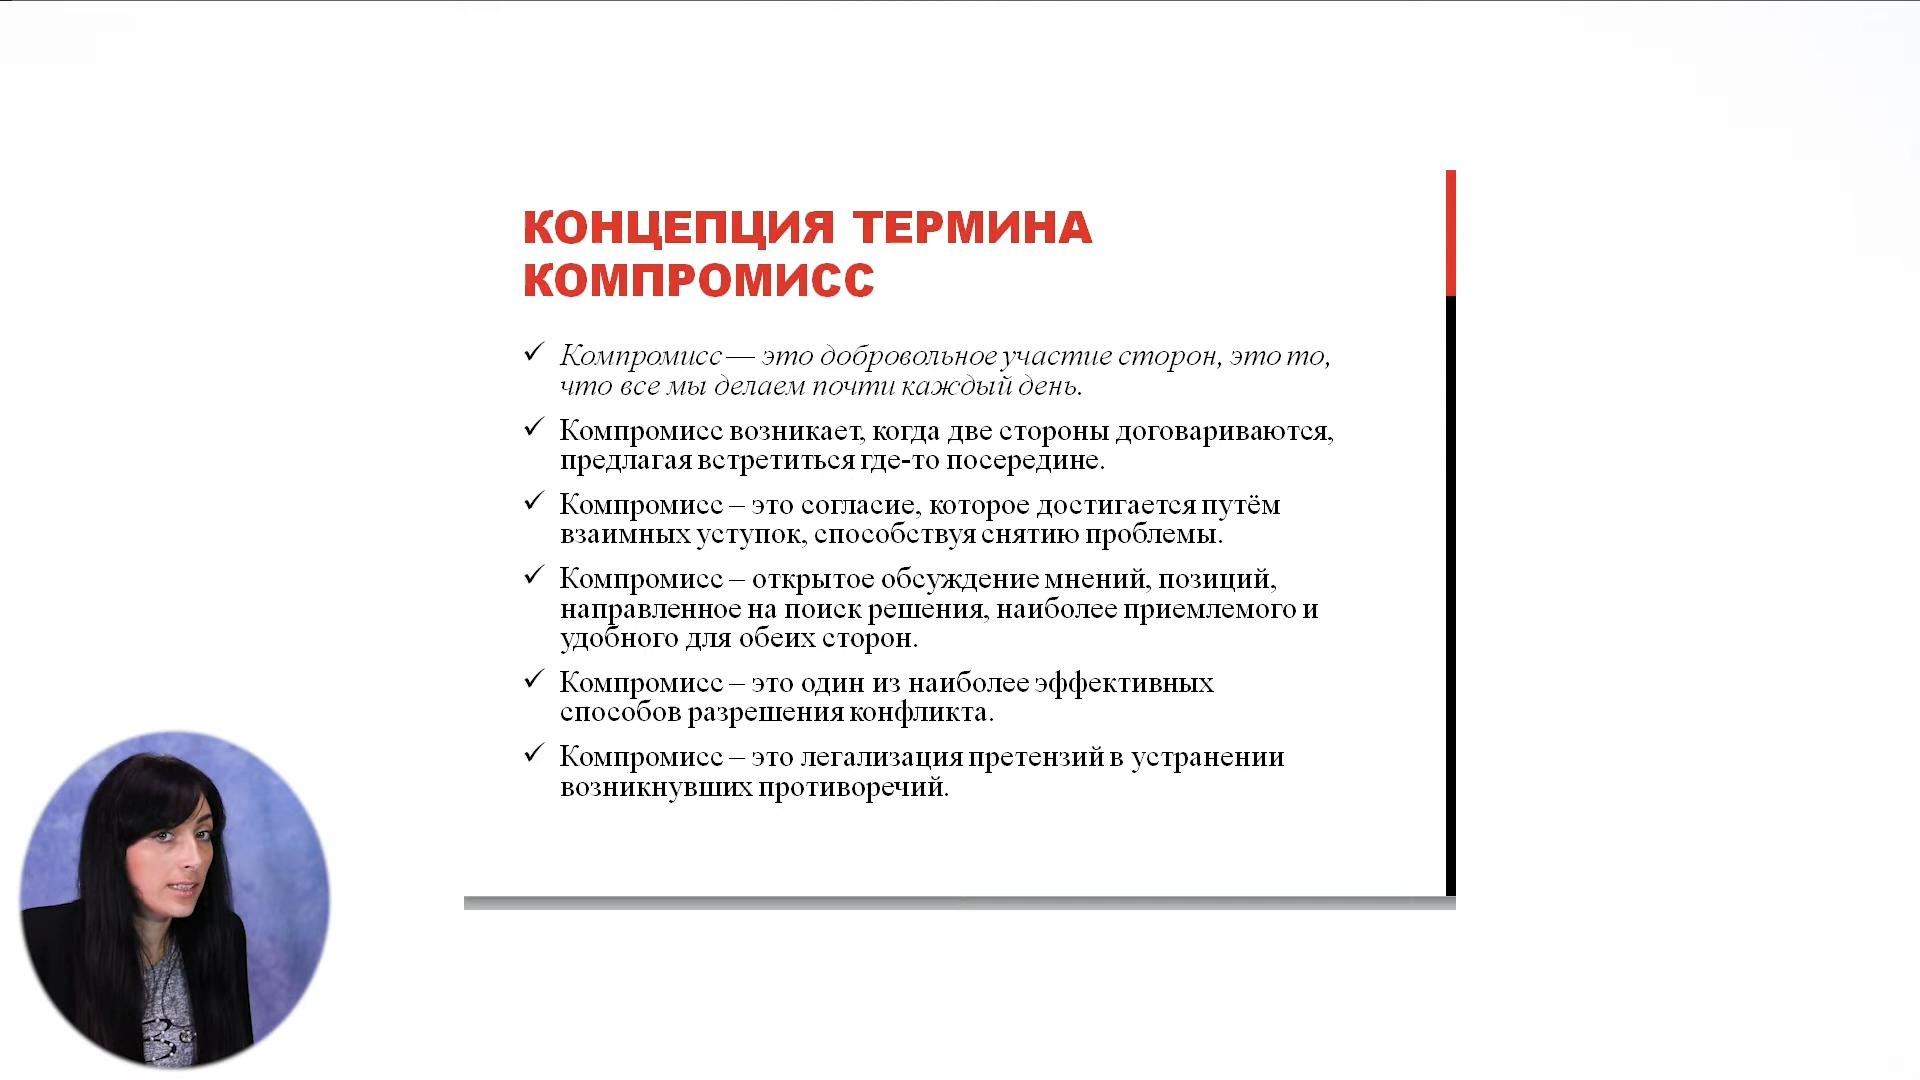 КОНЦЕПЦИЯ ТЕРМИНА
КОМПРОМИСС
✓ Компромисс — это добровольное участие сторон, это то,
что все мы делаем почти каждый день.
✓ Компромисс возникает, когда две стороны договариваются,
предлагая встретиться где-то посередине.
✓ Компромисс – это согласие, которое достигается путём
взаимных уступок, способствуя снятию проблемы.
✓ Компромисс – открытое обсуждение мнений, позиций,
направленное на поиск решения, наиболее приемлемого и
удобного для обеих сторон.
✓ Компромисс – это один из наиболее эффективных
способов разрешения конфликта.
✓ Компромисс – это легализация претензий в устранении
возникнувших противоречий.